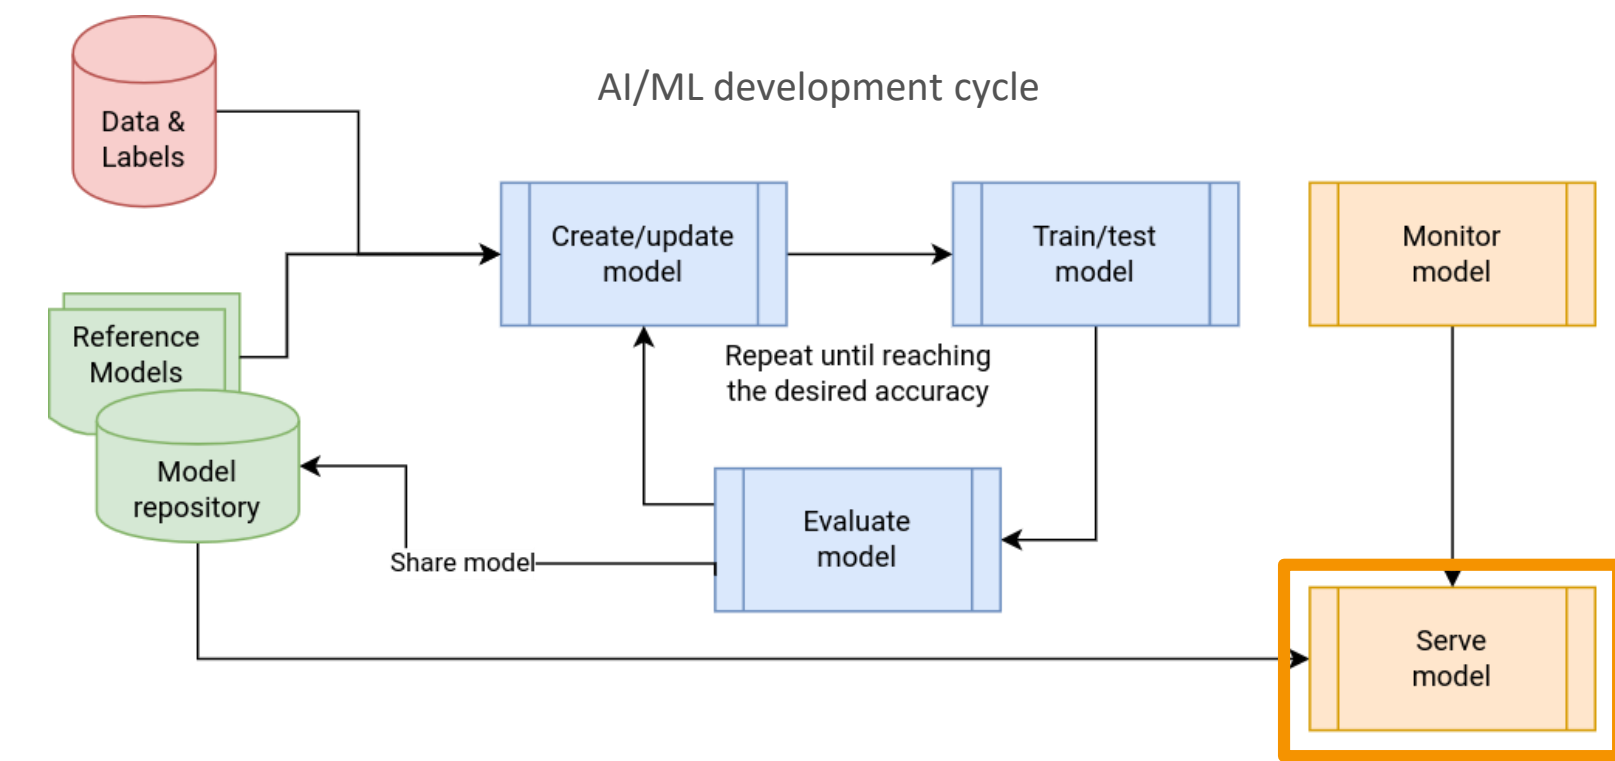 AI/ML development cycle
Data &
Labels
Create/update
model
Train/test
model
Monitor
model
Reference
Models
Repeat until reaching
the desired accuracy
Model
repository
Evaluate
model
Share model
Serve
model